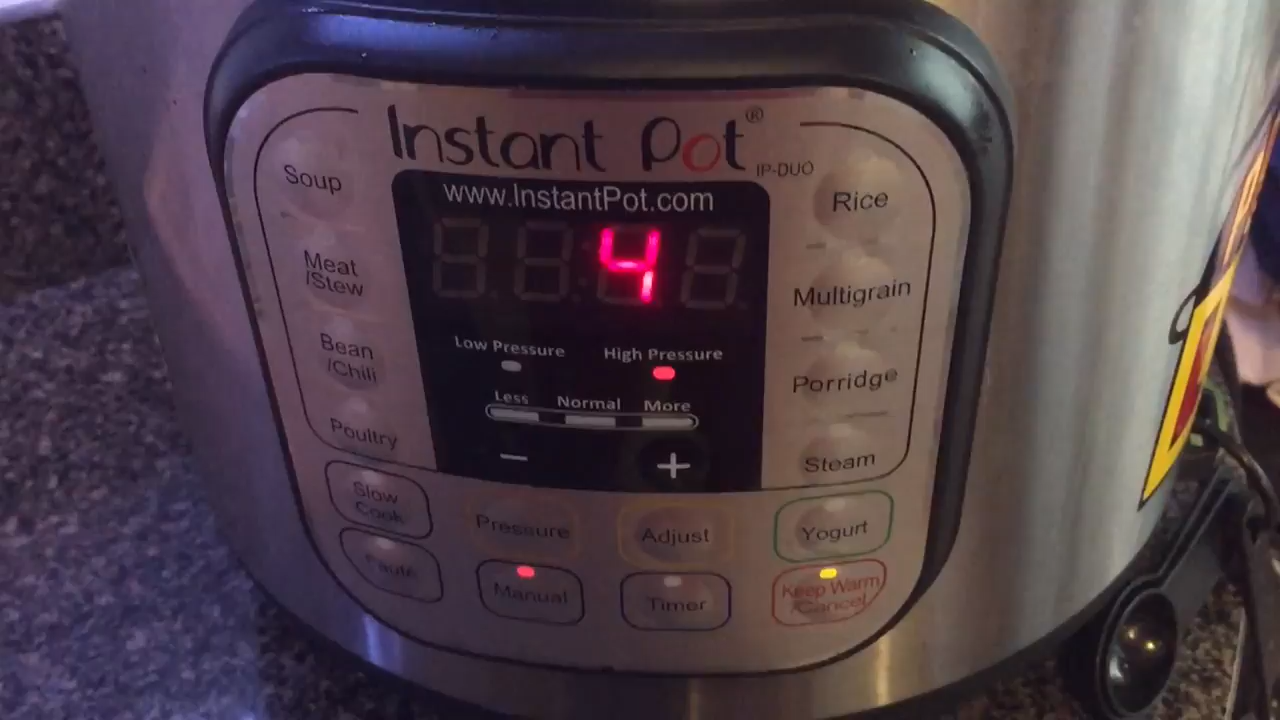 Instant Pot®
IP-DUO
www.InstantPot.com
4
Low Pressure
High Pressure
Less
Normal
More
−
+
Soup
Meat
/Stew
Bean
/Chili
Poultry
Slow
Cook
Rice
Multigrain
Porridge
Steam
Pressure
Adjust
Yogurt
Manual
Timer
Keep Warm
/Cancel